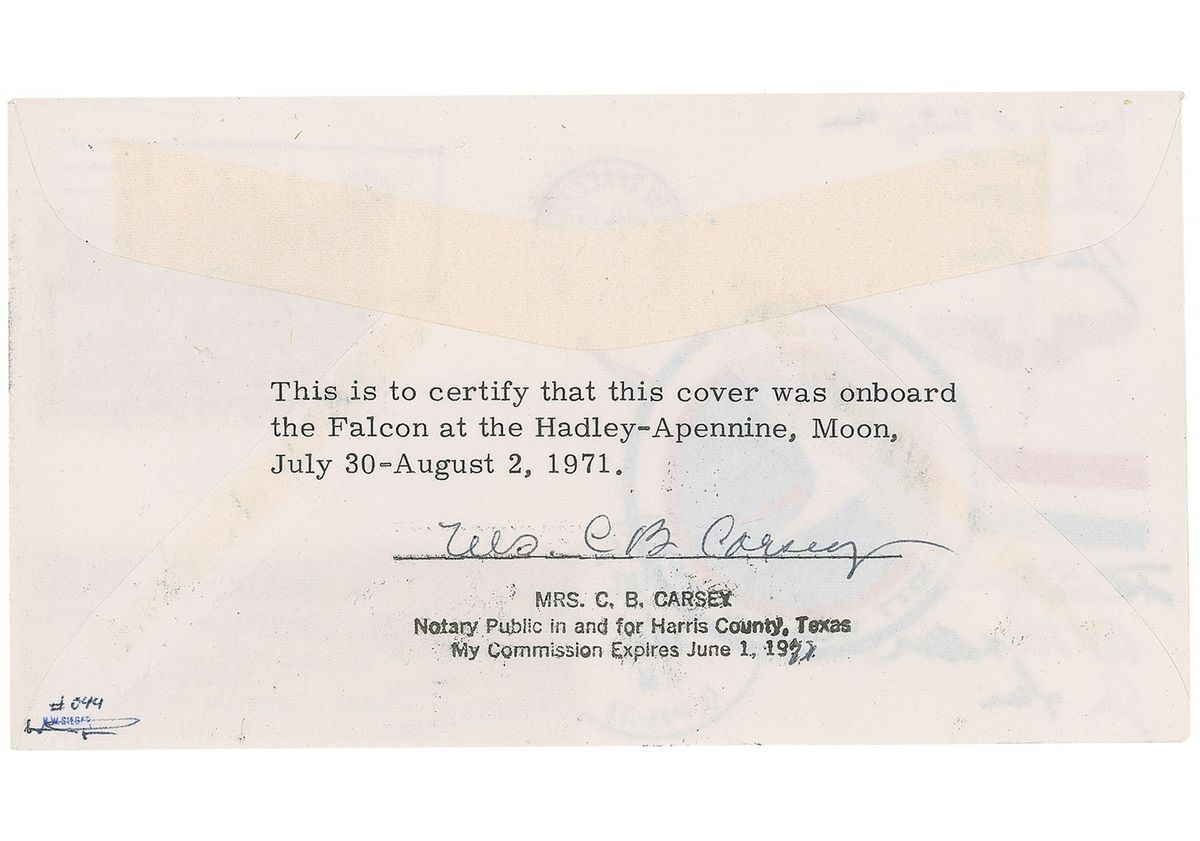 This is to certify that this cover was onboard
the Falcon at the Hadley-Apennine, Moon,
July 30-August 2, 1971.
Mrs. C B Carsey
MRS. C. B. CARSEY
Notary Public in and for Harris County, Texas
My Commission Expires June 1, 19
# 044
H.W.SIEGER